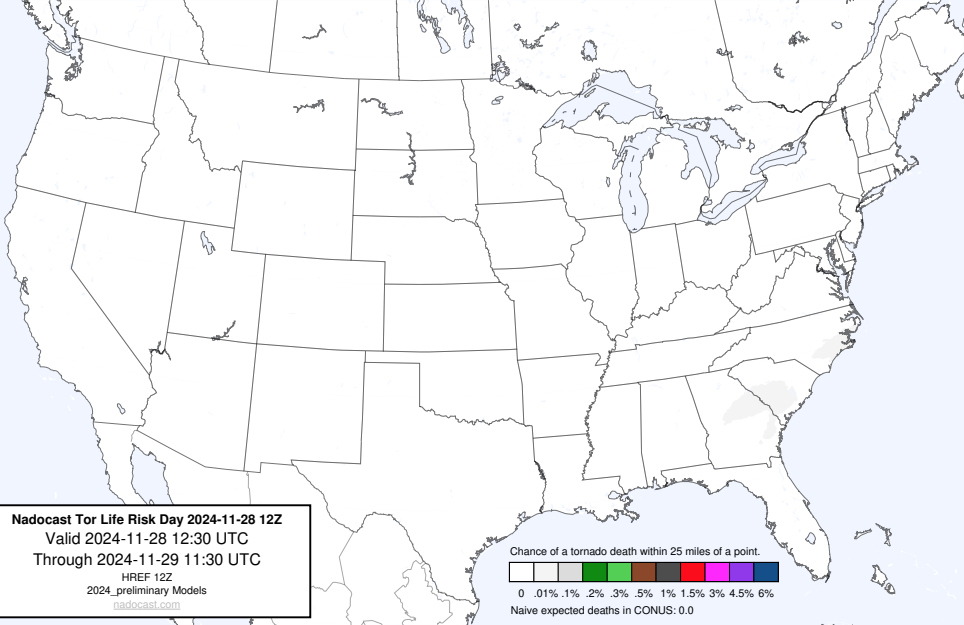 Nadocast Tor Life Risk Day 2024-11-28 12Z
Valid 2024-11-28 12:30 UTC
Through 2024-11-29 11:30 UTC
HREF 12Z
2024_preliminary Models
nadocast.com
Chance of a tornado death within 25 miles of a point.
0 .01% .1% .2% .3% .5% 1% 1.5% 3% 4.5% 6%
Naive expected deaths in CONUS: 0.0